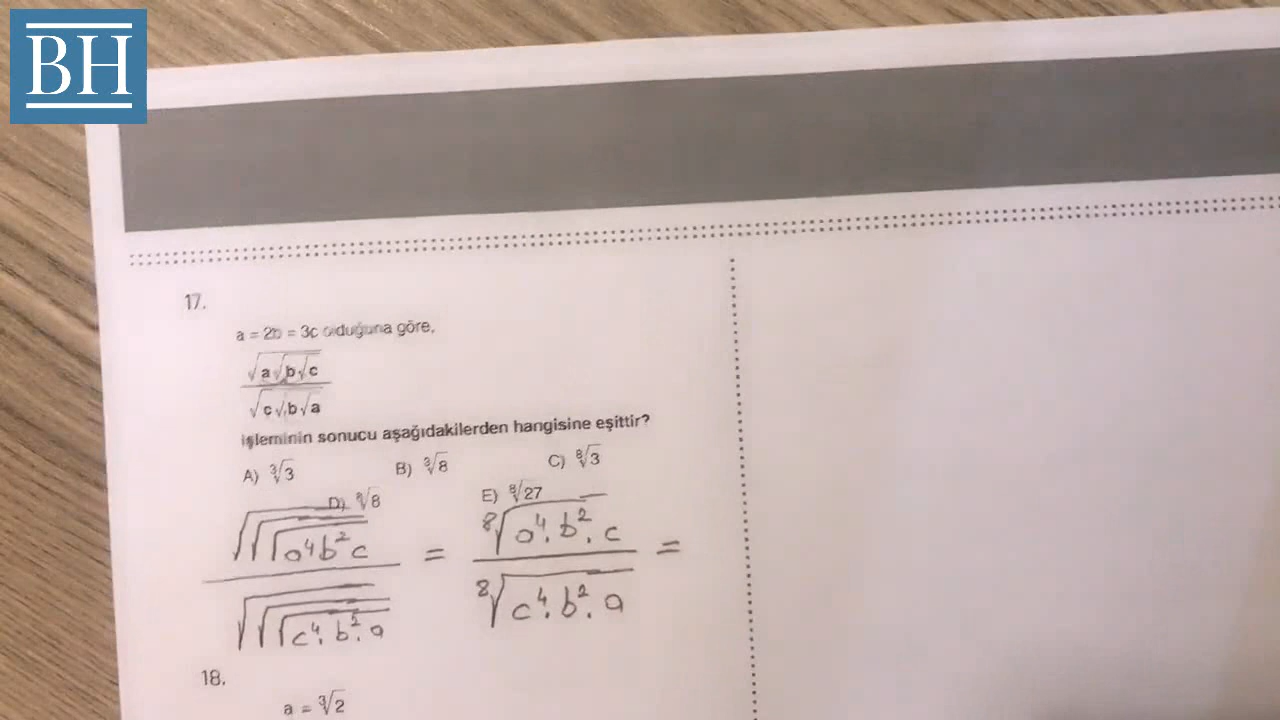 BH
17.
a = 2b = 3c olduğuna göre,
√a√b√c
√c√b√a
işleminin sonucu aşağıdakilerden hangisine eşittir?
A) ∛3 B) ∛8 C) ⁸√3
D) ⁸√8 E) ⁸√27
√√√a⁴b²c = ⁸√a⁴.b².c =
√√√c⁴.b².a ⁸√c⁴.b².a
18.
a = ∛2